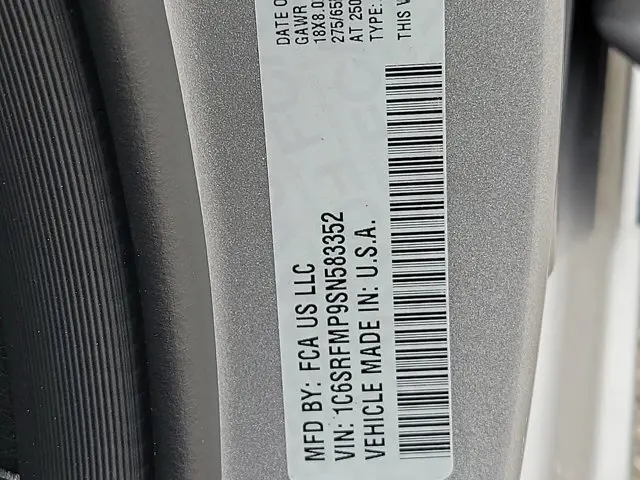 MFD BY: FCA US LLC
VIN: 1C6SRFMP9SN583352
VEHICLE MADE IN: U.S.A.
DATE O
GAWR
18X8.0
275/65
AT 250
TYPE:
THIS V